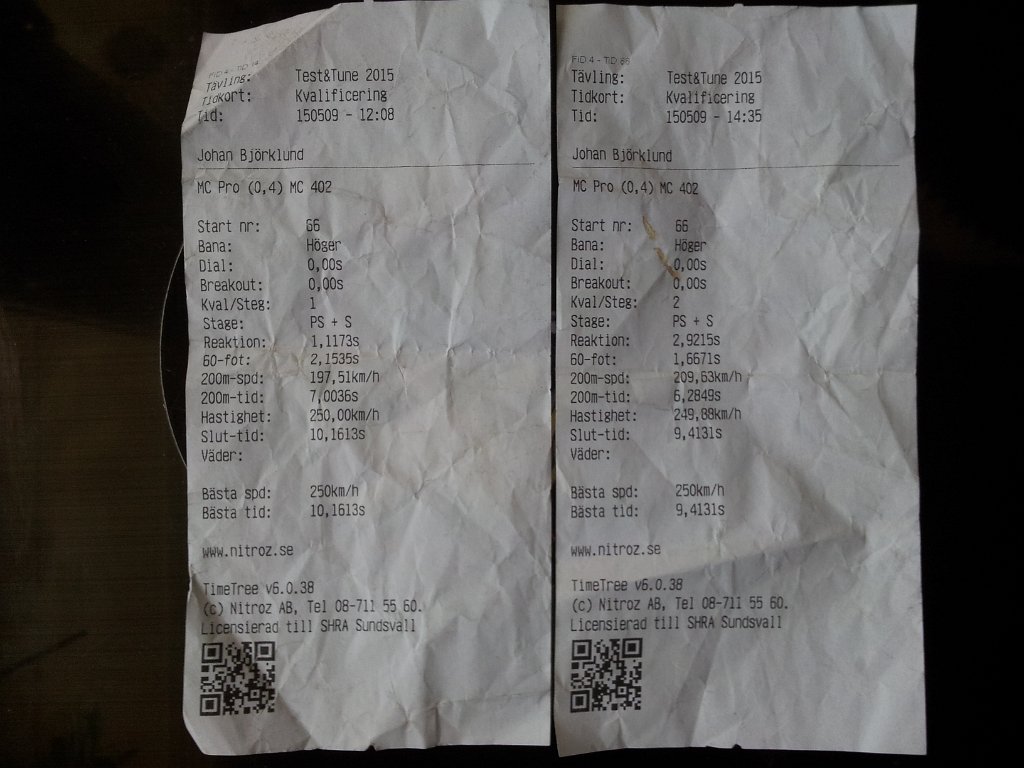 FID 4 - TID 14
Tävling: Test&Tune 2015
Tidkort: Kvalificering
Tid: 150509 - 12:08
Johan Björklund
MC Pro (0,4) MC 402
Start nr: 66
Bana: Höger
Dial: 0,00s
Breakout: 0,00s
Kval/Steg: 1
Stage: PS + S
Reaktion: 1,1173s
60-fot: 2,1535s
200m-spd: 197,51km/h
200m-tid: 7,0036s
Hastighet: 250,00km/h
Slut-tid: 10,1613s
Väder:
Bästa spd: 250km/h
Bästa tid: 10,1613s
www.nitroz.se
TimeTree v6.0.38
(c) Nitroz AB, Tel 08-711 55 60.
Licensierad till SHRA Sundsvall
FID 4 - TID 66
Tävling: Test&Tune 2015
Tidkort: Kvalificering
Tid: 150509 - 14:35
Johan Björklund
MC Pro (0,4) MC 402
Start nr: 66
Bana: Höger
Dial: 0,00s
Breakout: 0,00s
Kval/Steg: 2
Stage: PS + S
Reaktion: 2,9215s
60-fot: 1,6671s
200m-spd: 209,63km/h
200m-tid: 6,2849s
Hastighet: 249,88km/h
Slut-tid: 9,4131s
Väder:
Bästa spd: 250km/h
Bästa tid: 9,4131s
www.nitroz.se
TimeTree v6.0.38
(c) Nitroz AB, Tel 08-711 55 60.
Licensierad till SHRA Sundsvall